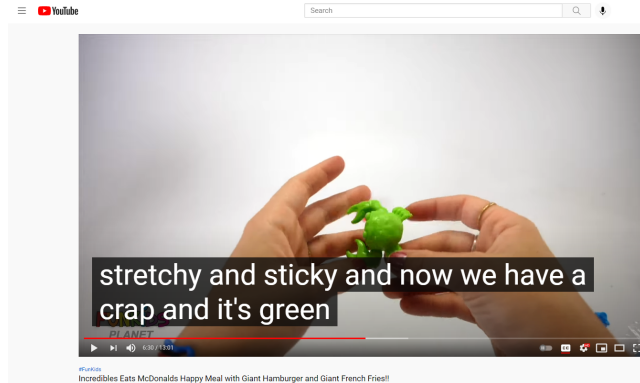 YouTube
Search
stretchy and sticky and now we have a
crap and it's green
PLANET
6:30 / 13:01
CC
#FunKids
Incredibles Eats McDonalds Happy Meal with Giant Hamburger and Giant French Fries!!